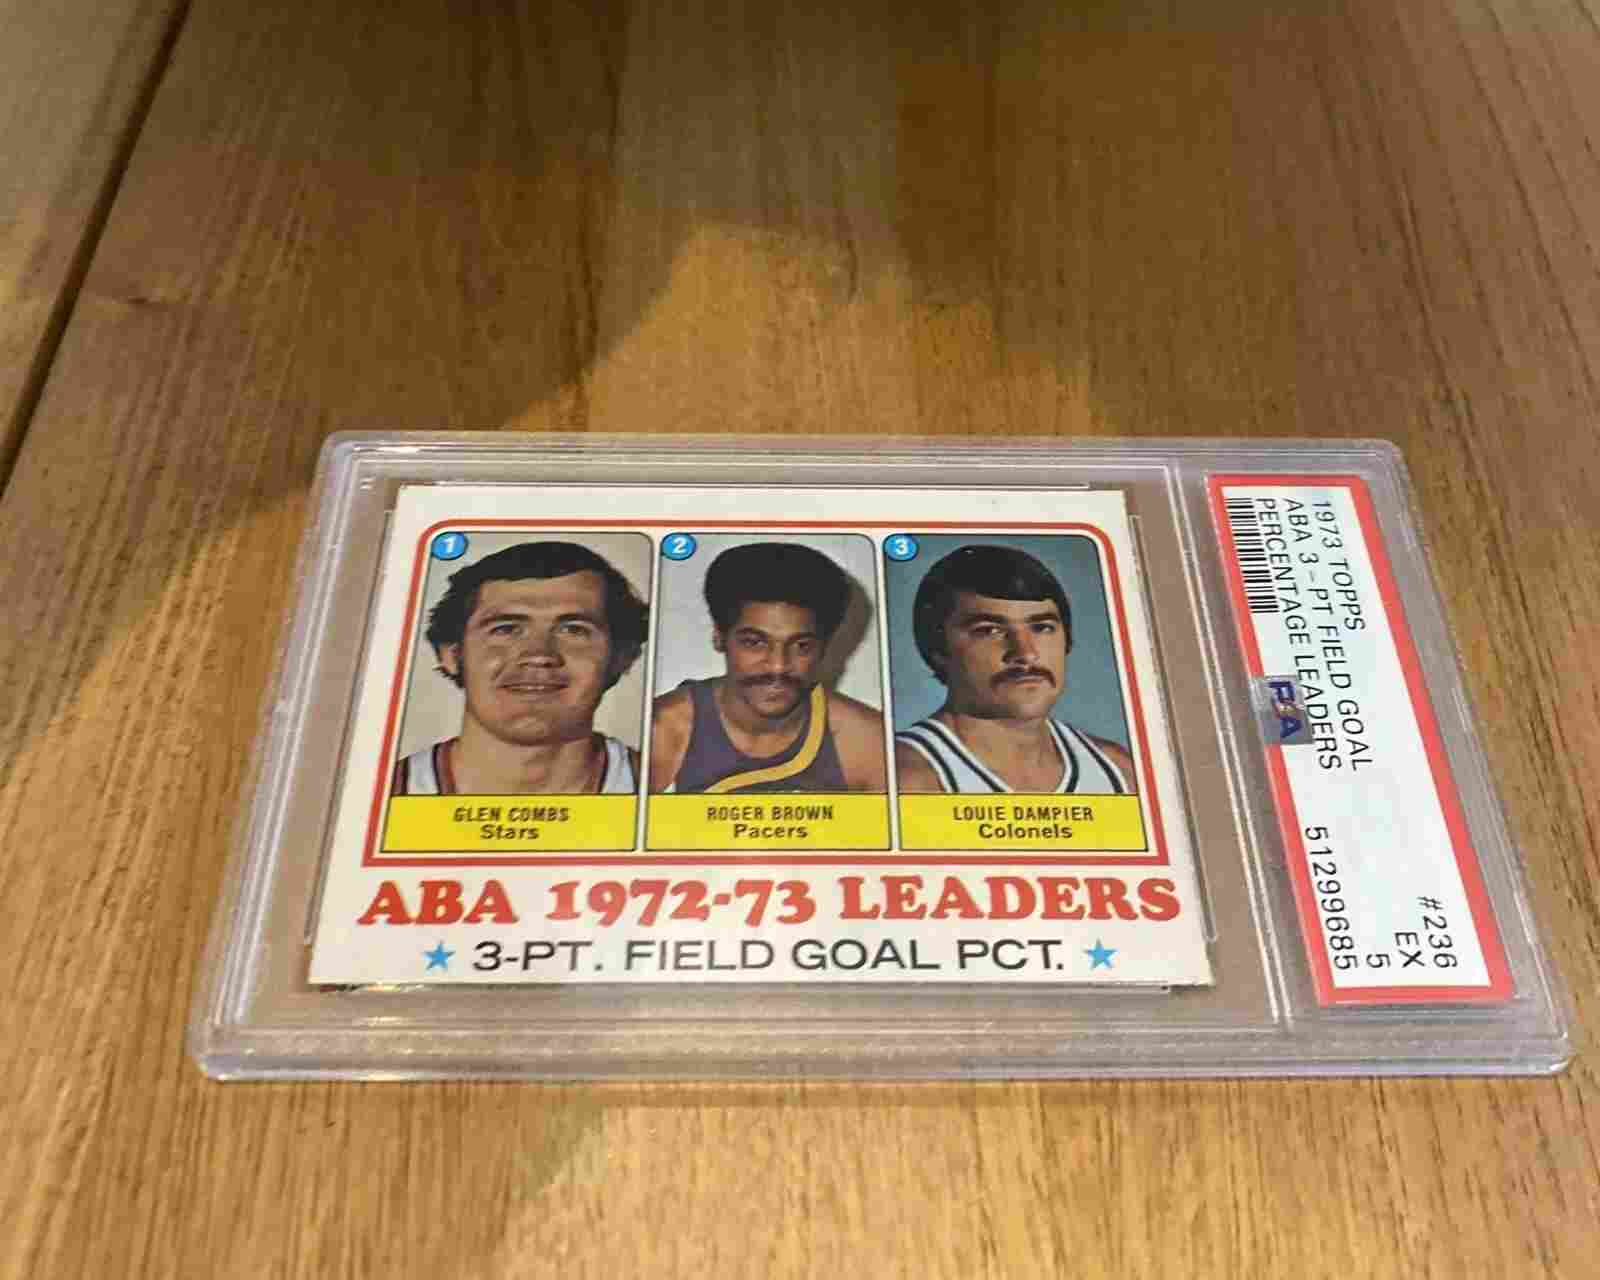 1
2
3
GLEN COMBS
Stars
ROGER BROWN
Pacers
LOUIE DAMPIER
Colonels
ABA 1972-73 LEADERS
★ 3-PT. FIELD GOAL PCT. ★
1973 TOPPS
ABA 3-PT FIELD GOAL
PERCENTAGE LEADERS
#236
EX
5
51299685
PSA